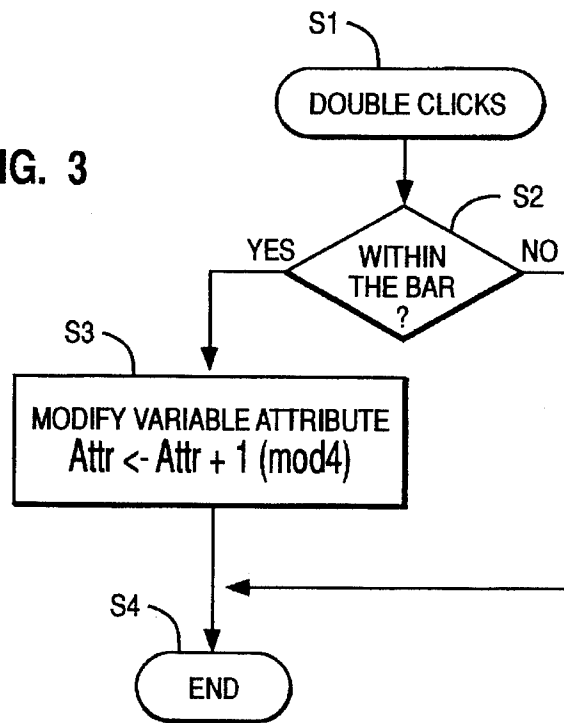 S1
DOUBLE CLICKS
IG. 3
S2
YES
WITHIN
THE BAR
?
NO
S3
MODIFY VARIABLE ATTRIBUTE
Attr <- Attr + 1 (mod4)
S4
END